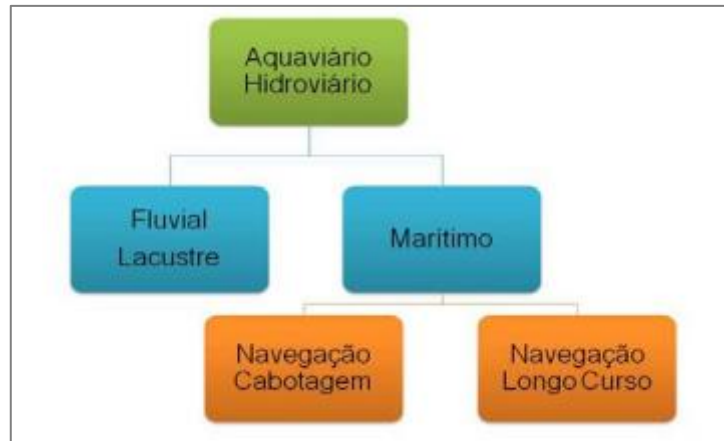 Aquaviário
Hidroviário
Fluvial
Lacustre
Marítimo
Navegação
Cabotagem
Navegação
Longo Curso